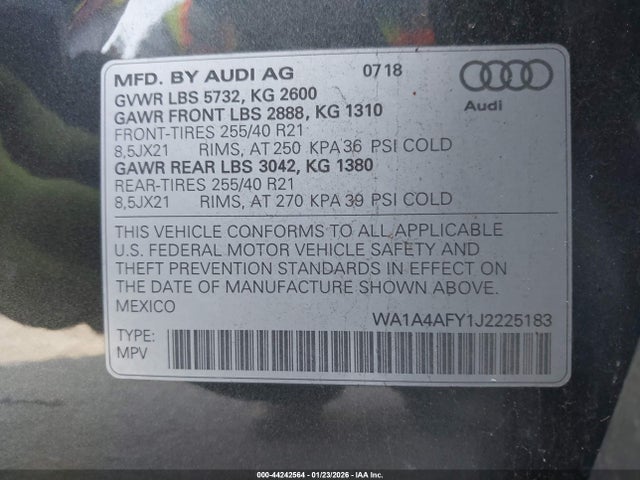 MFD. BY AUDI AG 07 18
Audi
GVWR LBS 5732, KG 2600
GAWR FRONT LBS 2888, KG 1310
FRONT-TIRES 255/40 R21
8,5JX21 RIMS, AT 250 KPA 36 PSI COLD
GAWR REAR LBS 3042, KG 1380
REAR-TIRES 255/40 R21
8,5JX21 RIMS, AT 270 KPA 39 PSI COLD
THIS VEHICLE CONFORMS TO ALL APPLICABLE
U.S. FEDERAL MOTOR VEHICLE SAFETY AND
THEFT PREVENTION STANDARDS IN EFFECT ON
THE DATE OF MANUFACTURE SHOWN ABOVE.
MEXICO
WA1A4AFY1J2225183
TYPE:
MPV
000-44242564 | 01/23/2026 | IAA Inc.